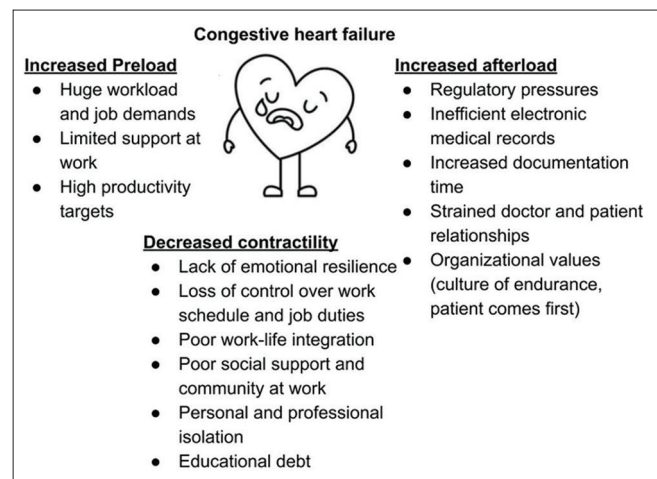 Congestive heart failure
Increased Preload
● Huge workload
and job demands
● Limited support at
work
● High productivity
targets
Increased afterload
● Regulatory pressures
● Inefficient electronic
medical records
● Increased documentation
time
● Strained doctor and patient
relationships
● Organizational values
(culture of endurance,
patient comes first)
Decreased contractility
● Lack of emotional resilience
● Loss of control over work
schedule and job duties
● Poor work-life integration
● Poor social support and
community at work
● Personal and professional
isolation
● Educational debt